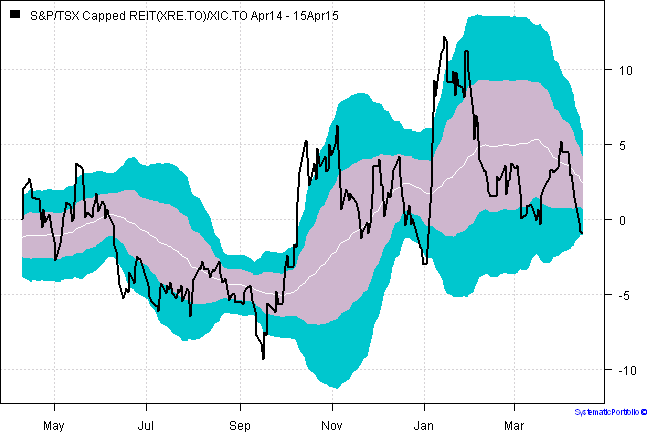 S&P/TSX Capped REIT(XRE.TO)/XIC.TO Apr14 - 15Apr15
10
5
0
-5
-10
May Jul Sep Nov Jan Mar
SystematicPortfolio ©